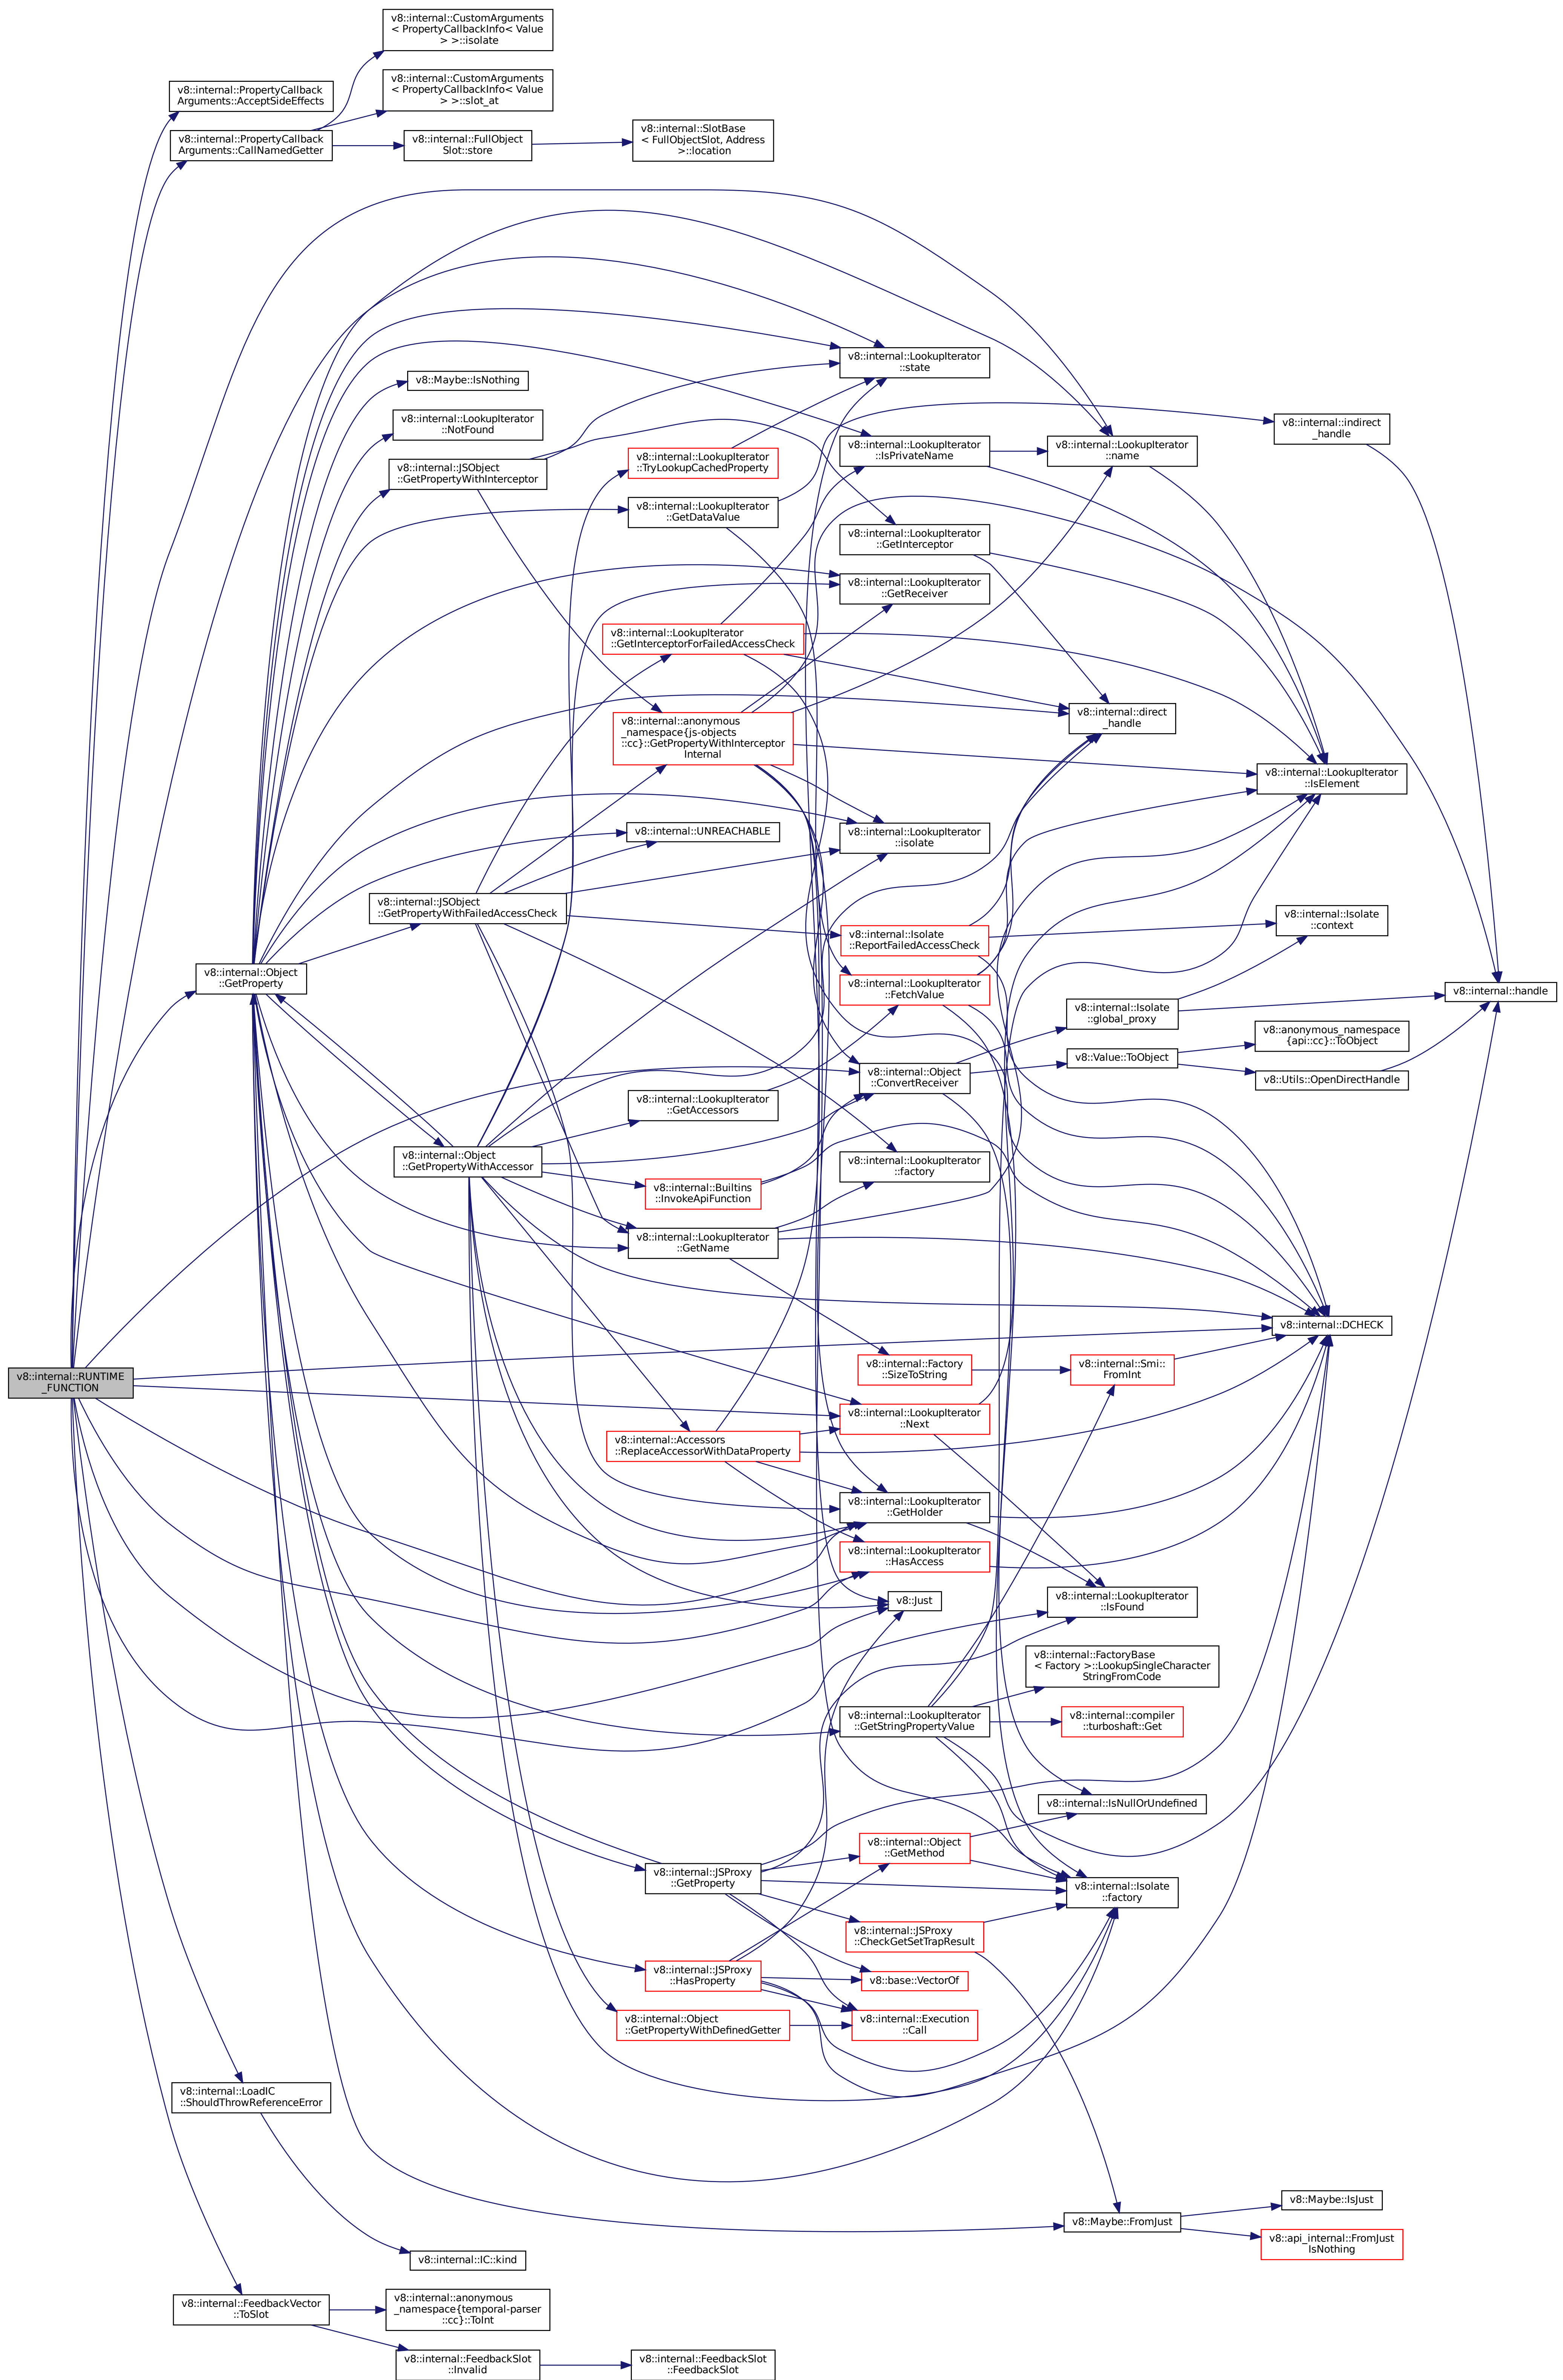 v8::internal::CustomArguments
< PropertyCallbackInfo< Value
> >::isolate
v8::internal::PropertyCallback
Arguments::AcceptSideEffects
v8::internal::CustomArguments
< PropertyCallbackInfo< Value
> >::slot_at
v8::internal::PropertyCallback
Arguments::CallNamedGetter
v8::internal::FullObject
Slot::store
v8::internal::SlotBase
< FullObjectSlot, Address
>::location
v8::internal::LookupIterator
::state
v8::Maybe::IsNothing
v8::internal::LookupIterator
::NotFound
v8::internal::indirect
_handle
v8::internal::LookupIterator
::IsPrivateName
v8::internal::LookupIterator
::name
v8::internal::LookupIterator
::TryLookupCachedProperty
v8::internal::JSObject
::GetPropertyWithInterceptor
v8::internal::LookupIterator
::GetDataValue
v8::internal::LookupIterator
::GetInterceptor
v8::internal::LookupIterator
::GetReceiver
v8::internal::LookupIterator
::GetInterceptorForFailedAccessCheck
v8::internal::direct
_handle
v8::internal::anonymous
_namespace{js-objects
::cc}::GetPropertyWithInterceptor
Internal
v8::internal::LookupIterator
::IsElement
v8::internal::UNREACHABLE
v8::internal::LookupIterator
::isolate
v8::internal::JSObject
::GetPropertyWithFailedAccessCheck
v8::internal::Isolate
::context
v8::internal::Isolate
::ReportFailedAccessCheck
v8::internal::Object
::GetProperty
v8::internal::LookupIterator
::FetchValue
v8::internal::handle
v8::internal::Isolate
::global_proxy
v8::anonymous_namespace
{api::cc}::ToObject
v8::Value::ToObject
v8::internal::Object
::ConvertReceiver
v8::Utils::OpenDirectHandle
v8::internal::LookupIterator
::GetAccessors
v8::internal::Object
::GetPropertyWithAccessor
v8::internal::LookupIterator
::factory
v8::internal::Builtins
::InvokeApiFunction
v8::internal::LookupIterator
::GetName
v8::internal::DCHECK
v8::internal::Factory
::SizeToString
v8::internal::Smi::
FromInt
v8::internal::RUNTIME
_FUNCTION
v8::internal::LookupIterator
::Next
v8::internal::Accessors
::ReplaceAccessorWithDataProperty
v8::internal::LookupIterator
::GetHolder
v8::internal::LookupIterator
::HasAccess
v8::Just
v8::internal::LookupIterator
::IsFound
v8::internal::FactoryBase
< Factory >::LookupSingleCharacter
StringFromCode
v8::internal::LookupIterator
::GetStringPropertyValue
v8::internal::compiler
::turboshaft::Get
v8::internal::IsNullOrUndefined
v8::internal::Object
::GetMethod
v8::internal::JSProxy
::GetProperty
v8::internal::Isolate
::factory
v8::internal::JSProxy
::CheckGetSetTrapResult
v8::internal::JSProxy
::HasProperty
v8::base::VectorOf
v8::internal::Object
::GetPropertyWithDefinedGetter
v8::internal::Execution
::Call
v8::internal::LoadIC
::ShouldThrowReferenceError
v8::Maybe::IsJust
v8::Maybe::FromJust
v8::api_internal::FromJust
IsNothing
v8::internal::IC::kind
v8::internal::FeedbackVector
::ToSlot
v8::internal::anonymous
_namespace{temporal-parser
::cc}::ToInt
v8::internal::FeedbackSlot
::Invalid
v8::internal::FeedbackSlot
::FeedbackSlot